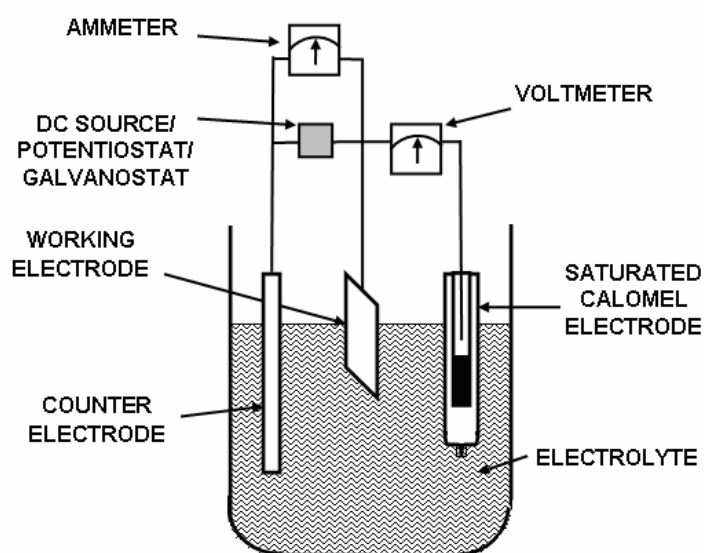 AMMETER
VOLTMETER
DC SOURCE/
POTENTIOSTAT/
GALVANOSTAT
WORKING
ELECTRODE
SATURATED
CALOMEL
ELECTRODE
COUNTER
ELECTRODE
ELECTROLYTE